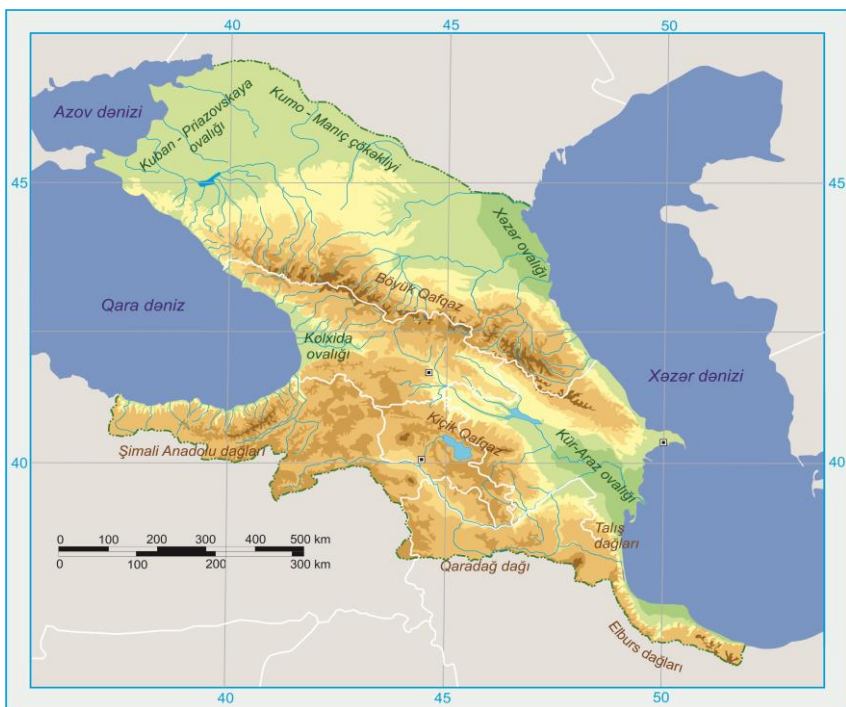 40
45
50
Azov dənizi
Kuban - Priazovskaya
ovalığı
Kumo - Manıç çökəkliyi
45
45
Xəzər ovalığı
Böyük Qafqaz
Qara dəniz
Kolxida
ovalığı
Xəzər dənizi
Kiçik Qafqaz
Kür-Araz ovalığı
40
40
Şimali Anadolu dağları
Talış
dağları
0 100 200 300 400 500 km
0 100 200 300 km
Qaradağ dağı
Elburs dağları
40
45
50